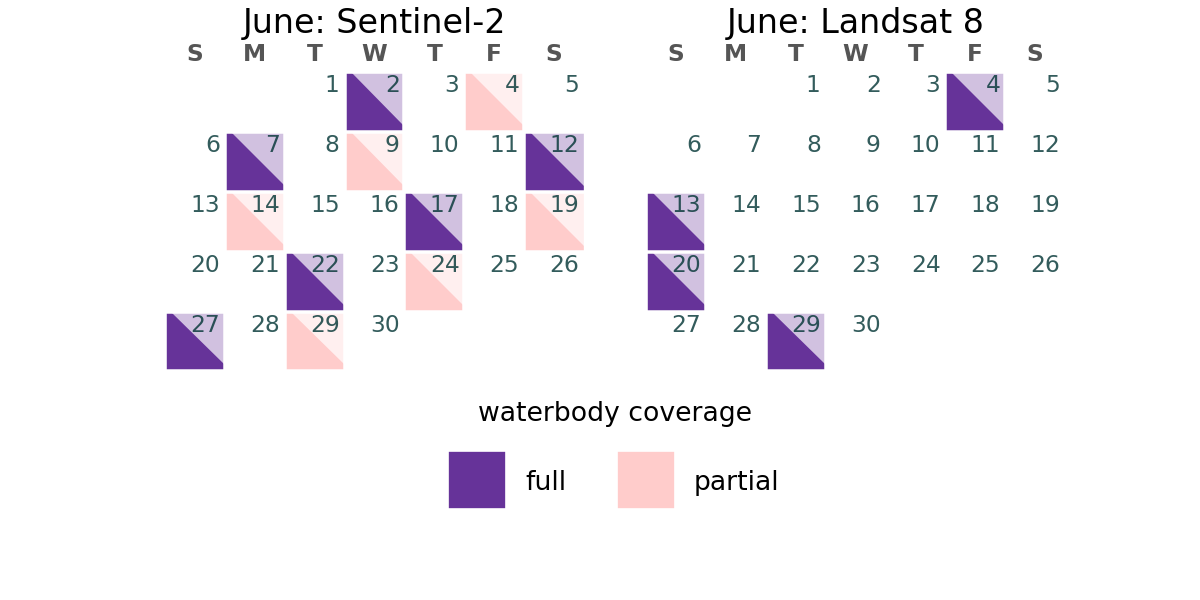 June: Sentinel-2
S M T W T F S
1 2 3 4 5
6 7 8 9 10 11 12
13 14 15 16 17 18 19
20 21 22 23 24 25 26
27 28 29 30
June: Landsat 8
S M T W T F S
1 2 3 4 5
6 7 8 9 10 11 12
13 14 15 16 17 18 19
20 21 22 23 24 25 26
27 28 29 30
waterbody coverage
full partial